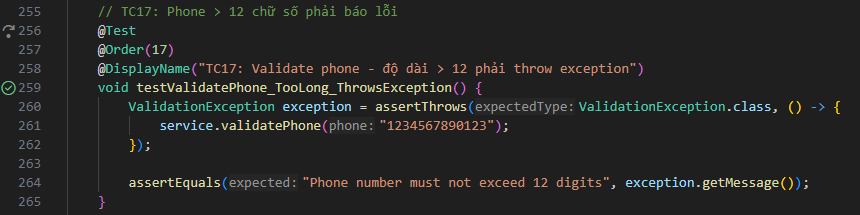 255 // TC17: Phone > 12 chữ số phải báo lỗi
256 @Test
257 @Order(17)
258 @DisplayName("TC17: Validate phone - độ dài > 12 phải throw exception")
259 void testValidatePhone_TooLong_ThrowsException() {
260 ValidationException exception = assertThrows(expectedType:ValidationException.class, () -> {
261 service.validatePhone(phone:"1234567890123");
262 });
263
264 assertEquals(expected:"Phone number must not exceed 12 digits", exception.getMessage());
265 }